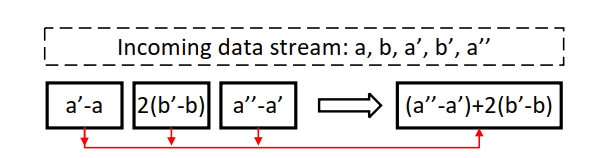 Incoming data stream: a, b, a’, b’, a’’
a’-a 2(b’-b) a’’-a’ (a’’-a’)+2(b’-b)